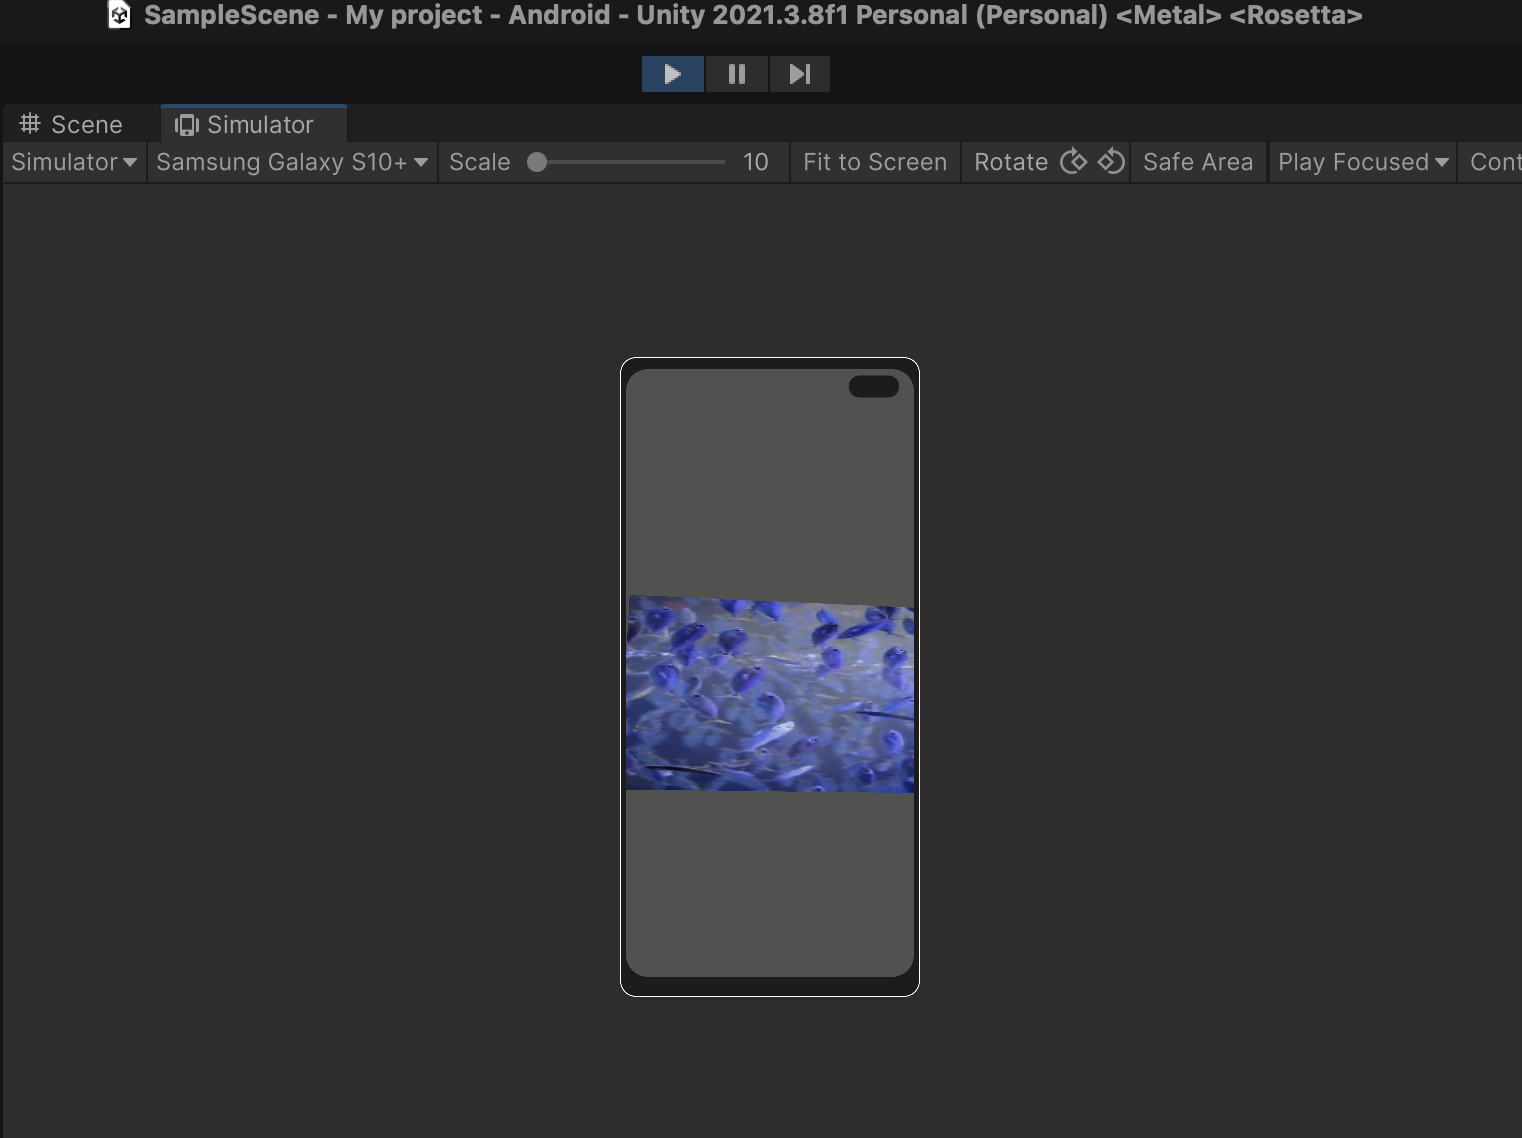 SampleScene - My project - Android - Unity 2021.3.8f1 Personal (Personal) <Metal> <Rosetta>
Scene Simulator
Simulator Samsung Galaxy S10+ Scale 10 Fit to Screen Rotate Safe Area Play Focused Cont